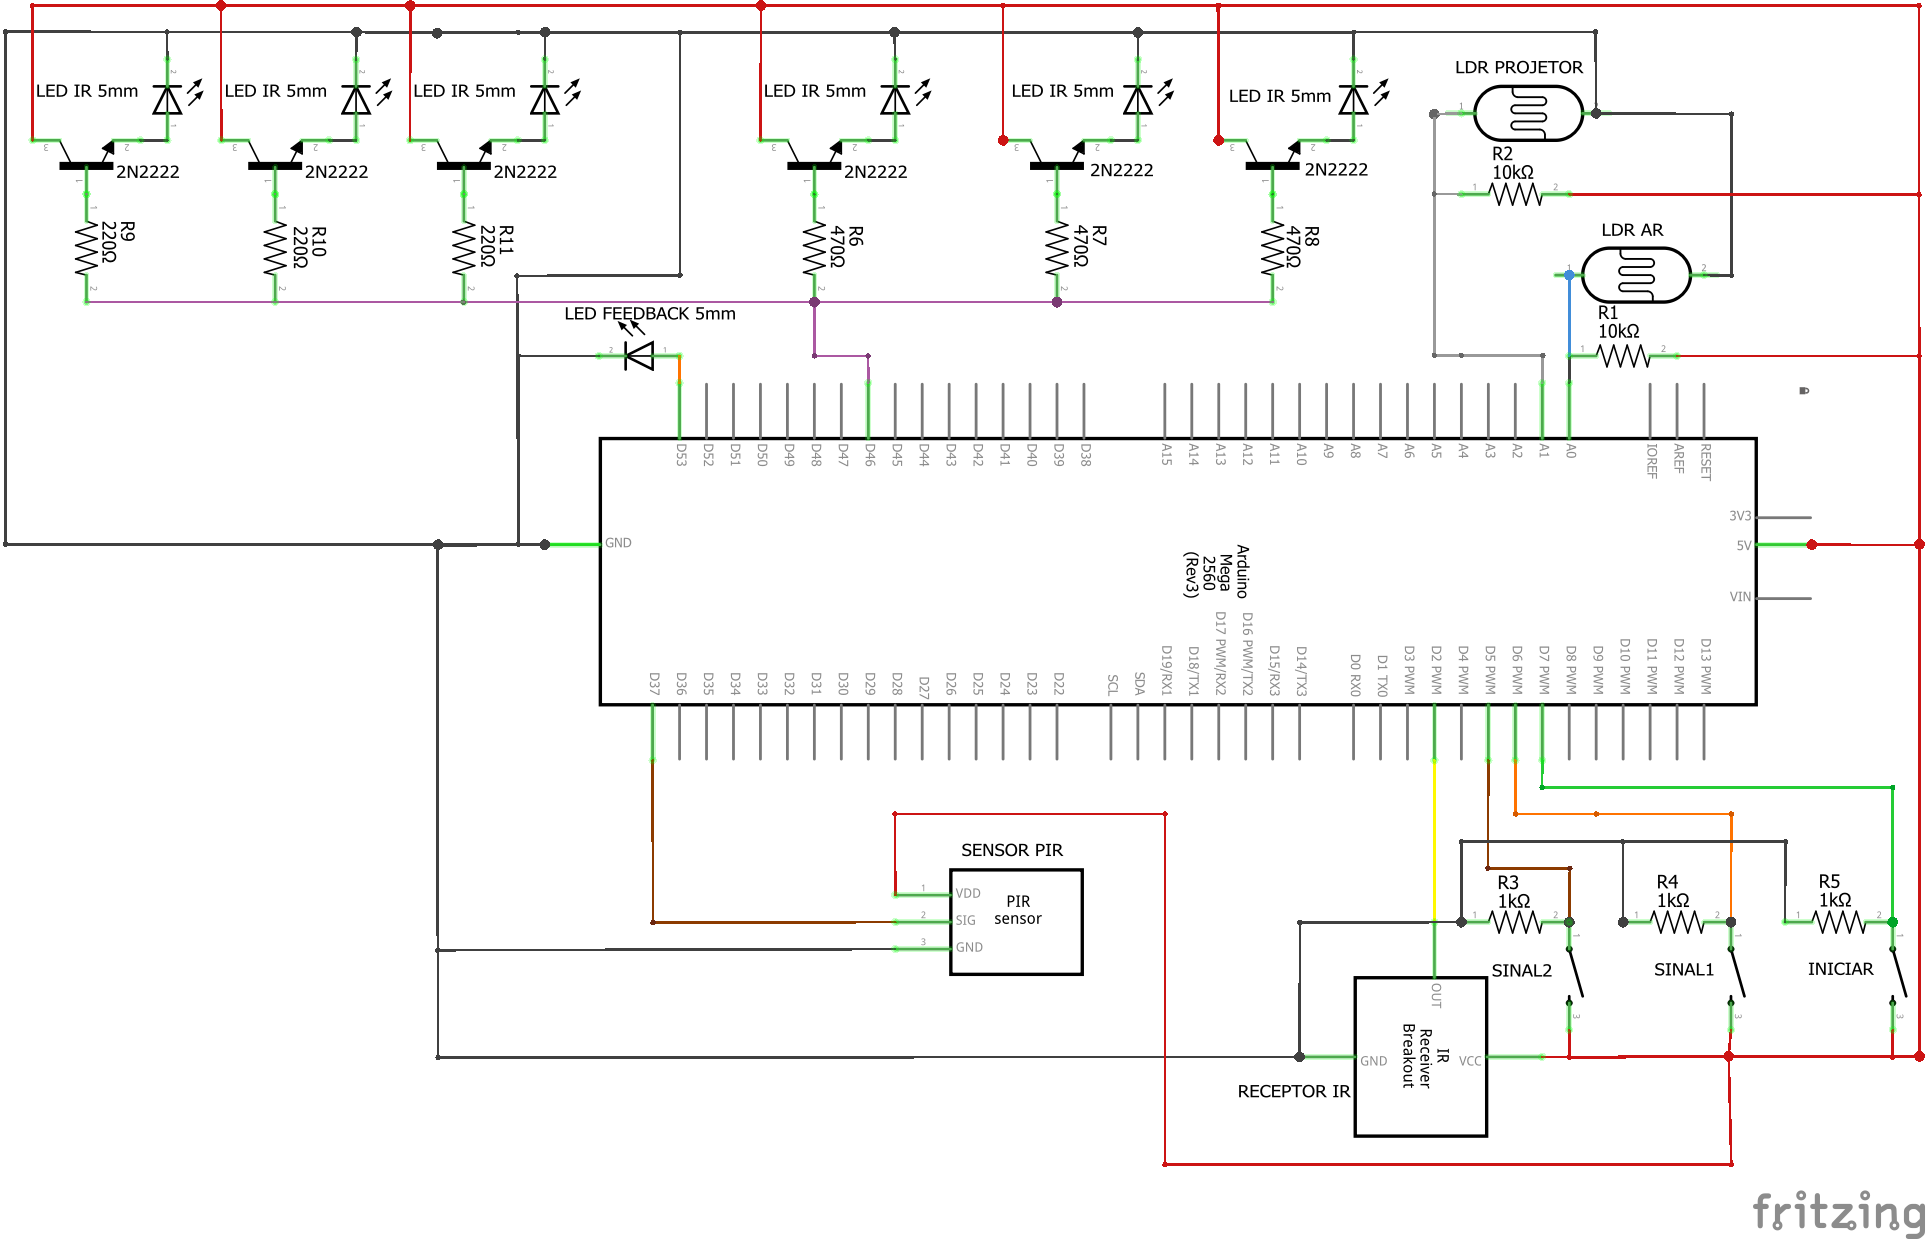 LED IR 5mm
LED IR 5mm
LED IR 5mm
LED IR 5mm
LED IR 5mm
LED IR 5mm
2N2222
2N2222
2N2222
2N2222
2N2222
2N2222
LDR PROJETOR
R2
10kΩ
LDR AR
R1
10kΩ
R9
220Ω
R10
220Ω
R11
220Ω
R6
470Ω
R7
470Ω
R8
470Ω
LED FEEDBACK 5mm
D53
D52
D51
D50
D49
D48
D47
D46
D45
D44
D43
D42
D41
D40
D39
D38
A15
A14
A13
A12
A11
A10
A9
A8
A7
A6
A5
A4
A3
A2
A1
A0
IOREF
AREF
RESET
GND
3V3
5V
VIN
Arduino
Mega
2560
(Rev3)
D37
D36
D35
D34
D33
D32
D31
D30
D29
D28
D27
D26
D25
D24
D23
D22
SCL
SDA
D19/RX1
D18/TX1
D17 PWM/RX2
D16 PWM/TX2
D15/RX3
D14/TX3
D0 RX0
D1 TX0
D3 PWM
D2 PWM
D4 PWM
D5 PWM
D6 PWM
D7 PWM
D8 PWM
D9 PWM
D10 PWM
D11 PWM
D12 PWM
D13 PWM
SENSOR PIR
1 VDD
2 SIG
3 GND
PIR
sensor
R3
1kΩ
R4
1kΩ
R5
1kΩ
SINAL2
SINAL1
INICIAR
OUT
IR
Receiver
Breakout
GND
VCC
RECEPTOR IR
fritzing